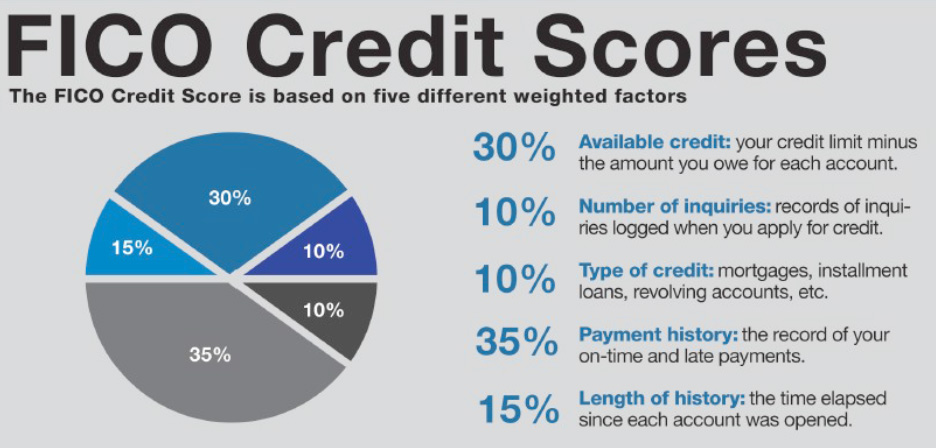 FICO Credit Scores
The FICO Credit Score is based on five different weighted factors
30%
15%
10%
10%
35%
30% Available credit: your credit limit minus
the amount you owe for each account.
10% Number of inquiries: records of inqui-
ries logged when you apply for credit.
10% Type of credit: mortgages, installment
loans, revolving accounts, etc.
35% Payment history: the record of your
on-time and late payments.
15% Length of history: the time elapsed
since each account was opened.